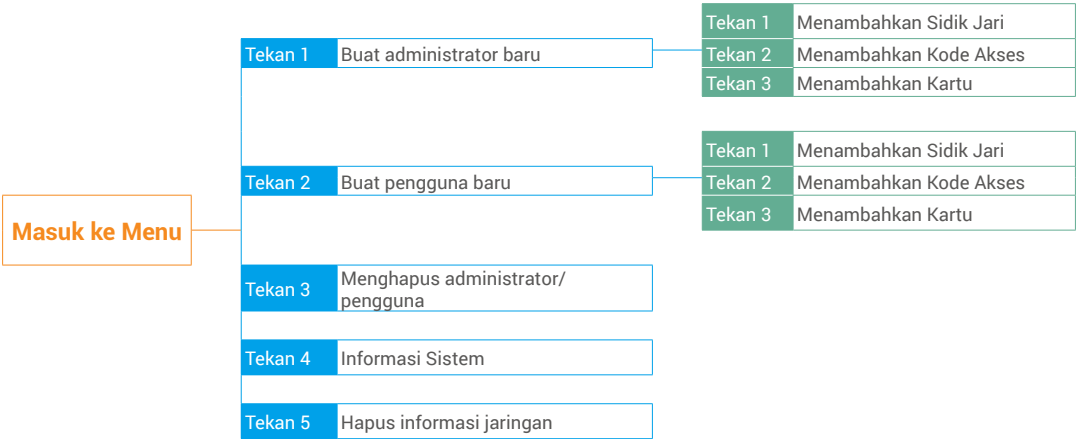 Masuk ke Menu
Tekan 1 Buat administrator baru
Tekan 1 Menambahkan Sidik Jari
Tekan 2 Menambahkan Kode Akses
Tekan 3 Menambahkan Kartu
Tekan 2 Buat pengguna baru
Tekan 1 Menambahkan Sidik Jari
Tekan 2 Menambahkan Kode Akses
Tekan 3 Menambahkan Kartu
Tekan 3 Menghapus administrator/
pengguna
Tekan 4 Informasi Sistem
Tekan 5 Hapus informasi jaringan